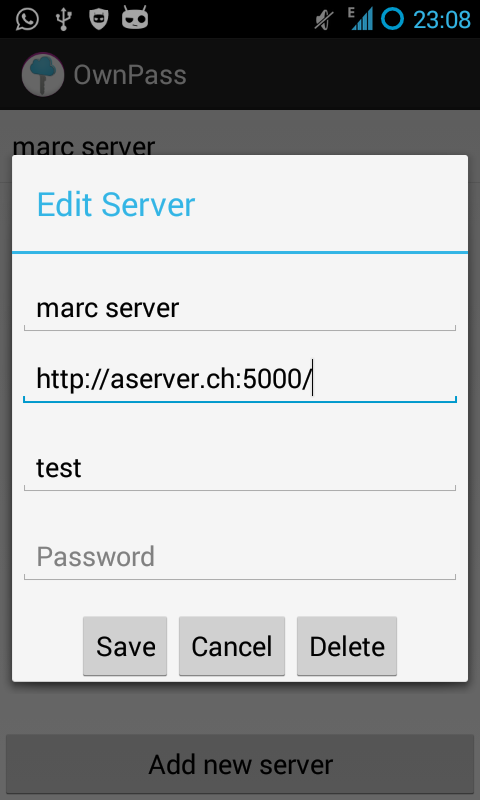 E 23:08
OwnPass
marc server
Edit Server
marc server
http://aserver.ch:5000/
test
Password
Save Cancel Delete
Add new server